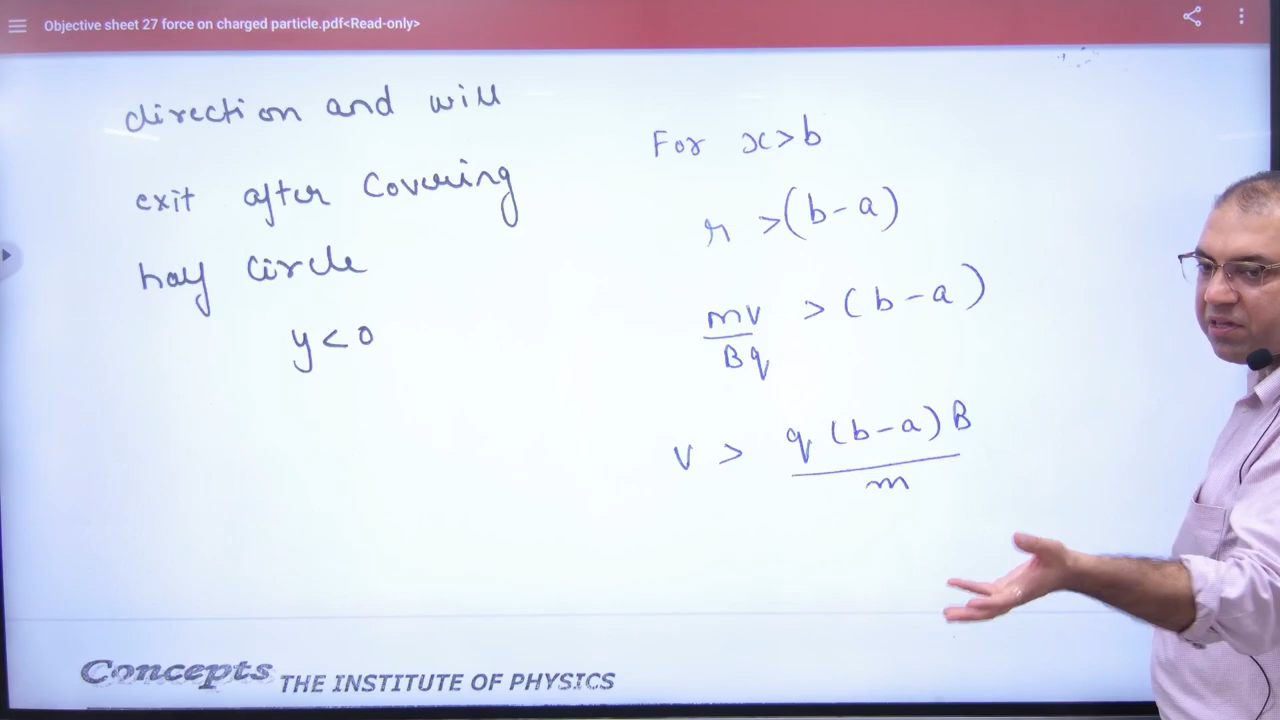 Objective sheet 27 force on charged particle.pdf<Read-only>
direction and will
exit after Covering
half circle
y < 0
For x > b
r > (b - a)
mv / Bq > (b - a)
v > q (b - a) B / m
Concepts THE INSTITUTE OF PHYSICS